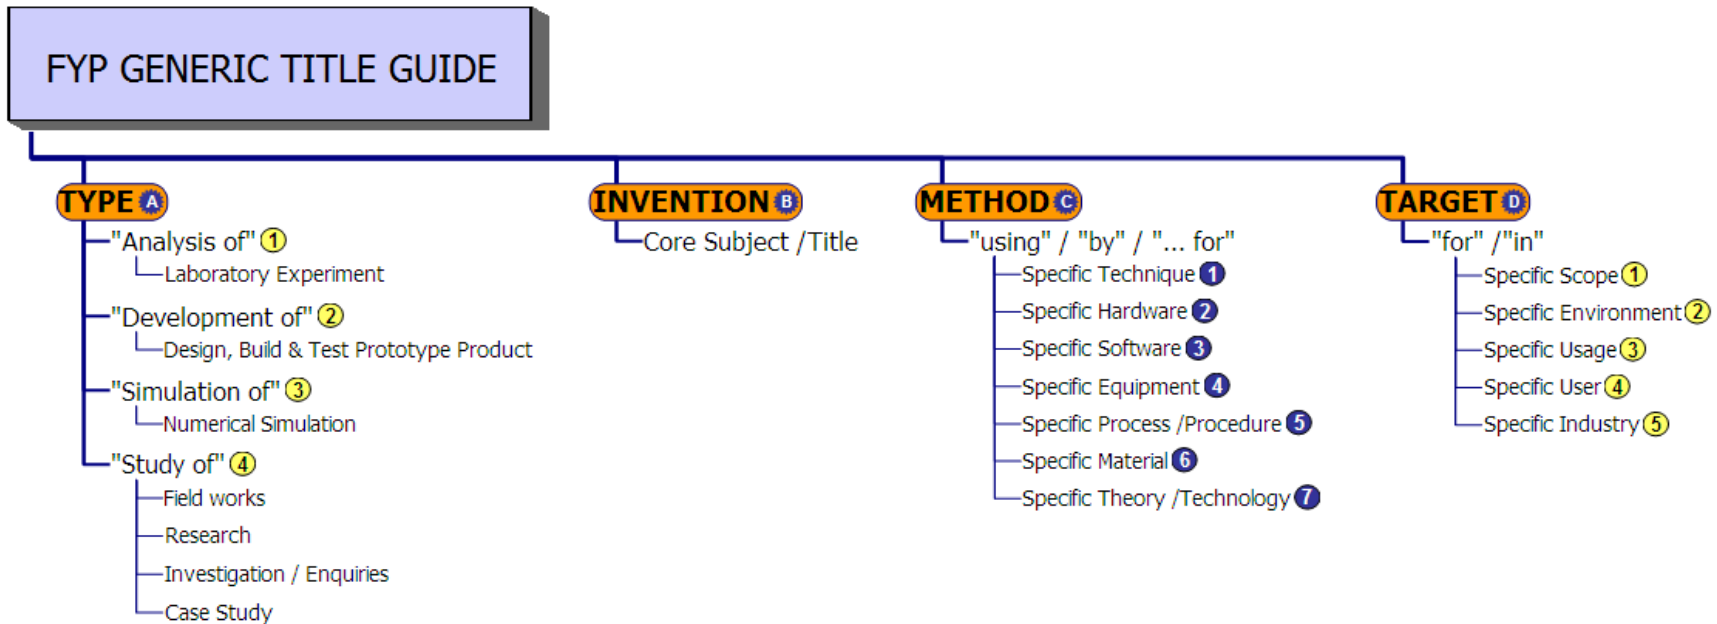 FYP GENERIC TITLE GUIDE
TYPE A
"Analysis of" 1
Laboratory Experiment
"Development of" 2
Design, Build & Test Prototype Product
"Simulation of" 3
Numerical Simulation
"Study of" 4
Field works
Research
Investigation / Enquiries
Case Study
INVENTION B
Core Subject /Title
METHOD C
"using" / "by" / "... for"
Specific Technique 1
Specific Hardware 2
Specific Software 3
Specific Equipment 4
Specific Process /Procedure 5
Specific Material 6
Specific Theory /Technology 7
TARGET D
"for" /"in"
Specific Scope 1
Specific Environment 2
Specific Usage 3
Specific User 4
Specific Industry 5